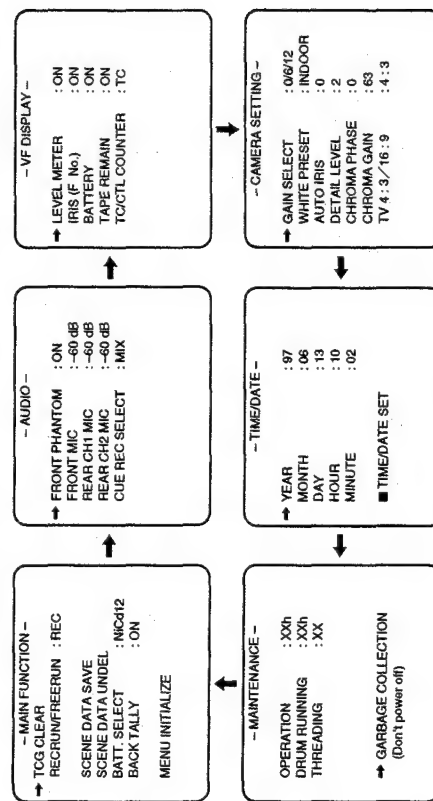 – MAIN FUNCTION –
➔ TCG CLEAR
RECRUN/FREERUN : REC
SCENE DATA SAVE
SCENE DATA UNDEL
BATT. SELECT : NiCd12
BACK TALLY : ON
MENU INITIALIZE
– AUDIO –
➔ FRONT PHANTOM : ON
FRONT MIC : –60 dB
REAR CH1 MIC : –60 dB
REAR CH2 MIC : –60 dB
CUE REC SELECT : MIX
– VF DISPLAY –
➔ LEVEL METER : ON
IRIS (F No.) : ON
BATTERY : ON
TAPE REMAIN : ON
TC/CTL COUNTER : TC
– MAINTENANCE –
OPERATION : XXh
DRUM RUNNING : XXh
THREADING : XX
➔ GARBAGE COLLECTION
(Don't power off)
– TIME/DATE –
➔ YEAR : 97
MONTH : 06
DAY : 13
HOUR : 10
MINUTE : 02
■ TIME/DATE SET
– CAMERA SETTING –
➔ GAIN SELECT : 0/6/12
WHITE PRESET : INDOOR
AUTO IRIS : 0
DETAIL LEVEL : 2
CHROMA PHASE : 0
CHROMA GAIN : 63
TV 4 : 3／16 : 9 : 4 : 3